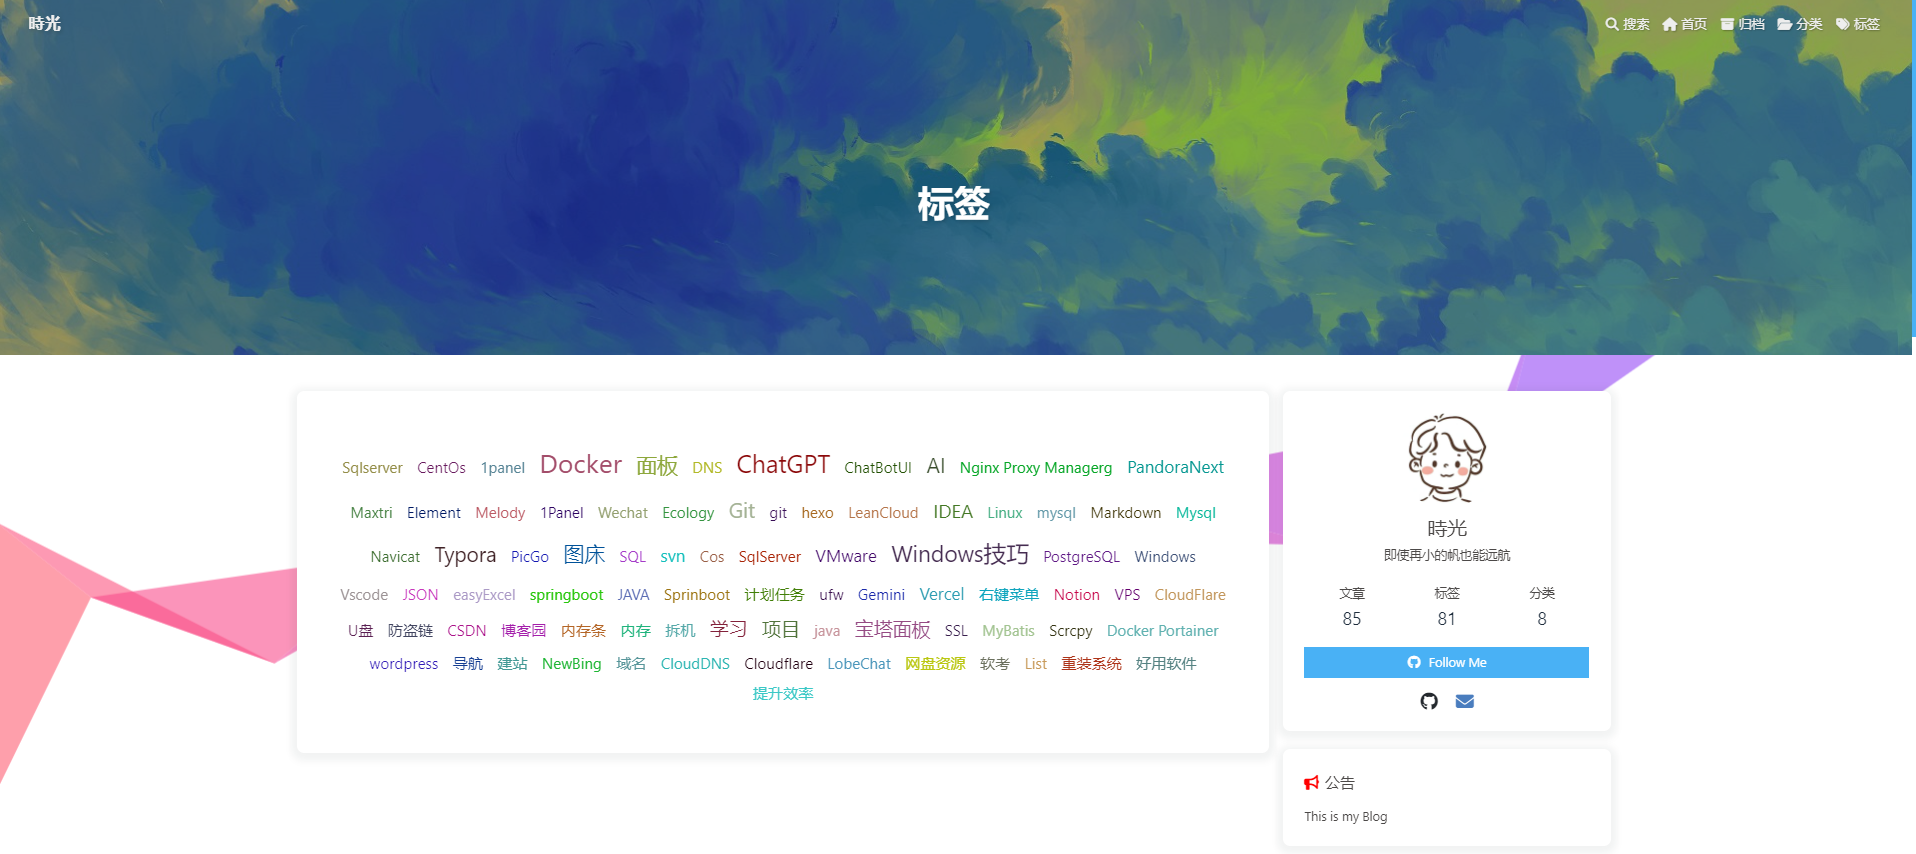 時光
搜索 首页 归档 分类 标签
标签
Sqlserver CentOs 1panel Docker 面板 DNS ChatGPT ChatBotUI AI Nginx Proxy Managerg PandoraNext
Maxtri Element Melody 1Panel Wechat Ecology Git git hexo LeanCloud IDEA Linux mysql Markdown Mysql
Navicat Typora PicGo 图床 SQL svn Cos SqlServer VMware Windows技巧 PostgreSQL Windows
Vscode JSON easyExcel springboot JAVA Sprinboot 计划任务 ufw Gemini Vercel 右键菜单 Notion VPS CloudFlare
U盘 防盗链 CSDN 博客园 内存条 内存 拆机 学习 项目 java 宝塔面板 SSL MyBatis Scrcpy Docker Portainer
wordpress 导航 建站 NewBing 域名 CloudDNS Cloudflare LobeChat 网盘资源 软考 List 重装系统 好用软件
提升效率
時光
即使再小的帆也能远航
文章 标签 分类
85 81 8
Follow Me
公告
This is my Blog